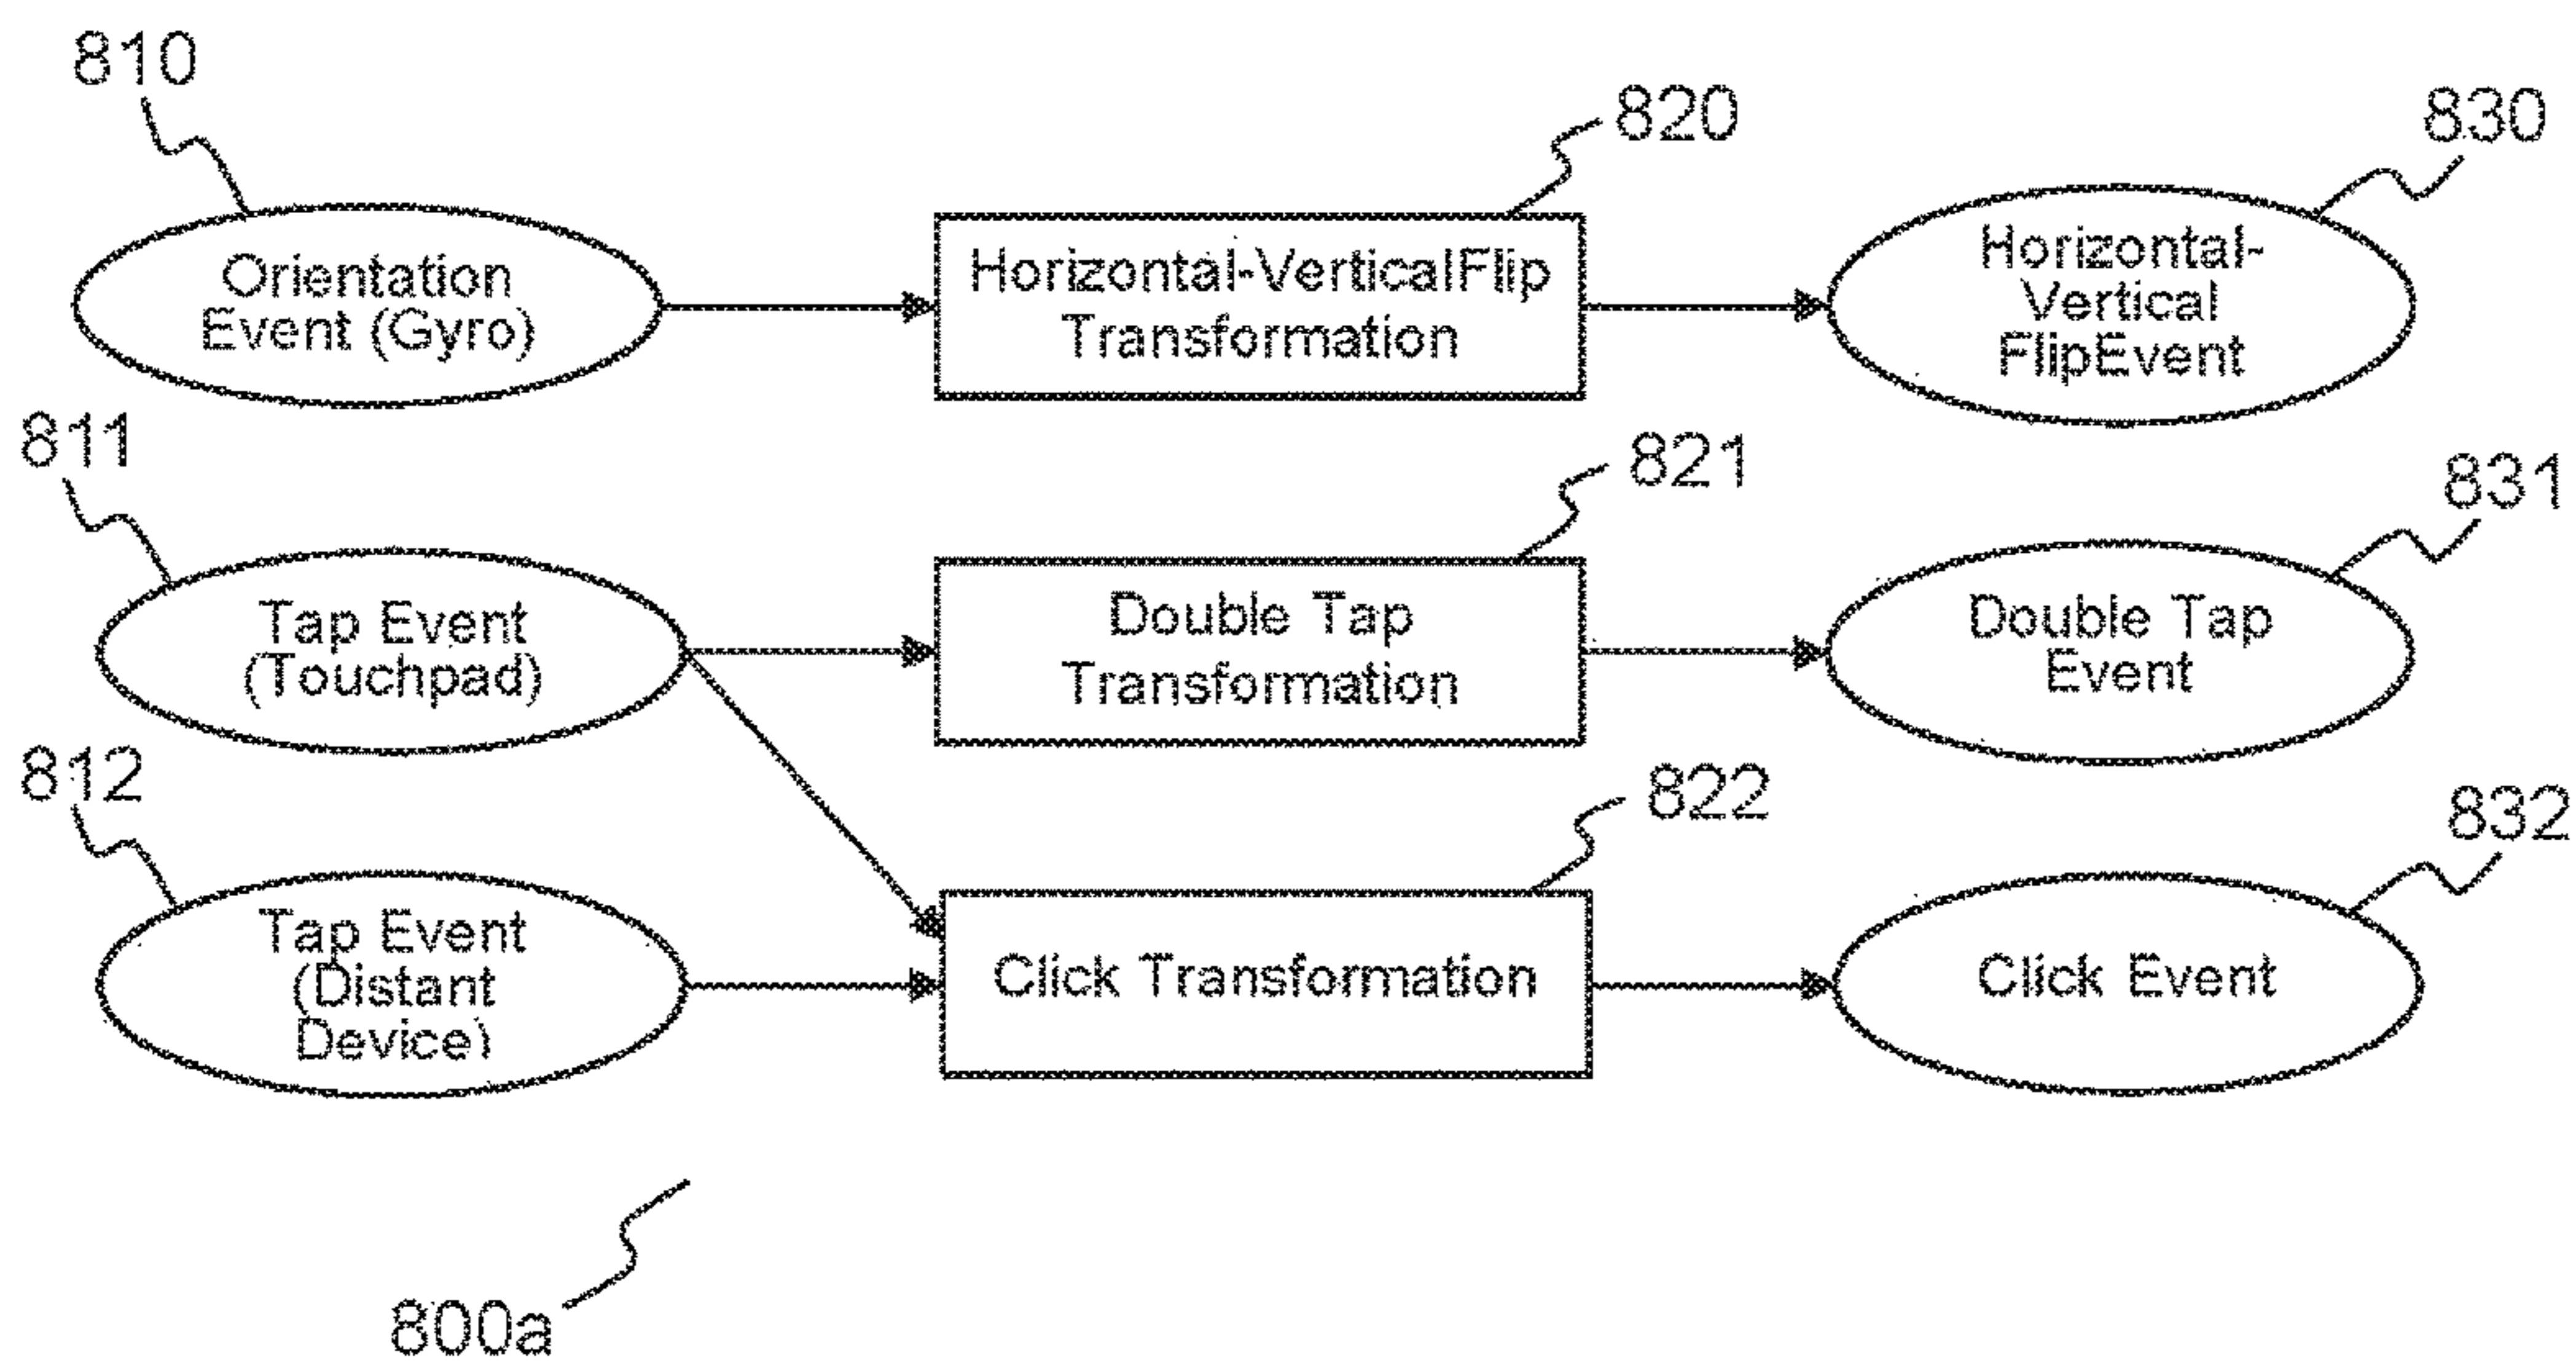 810
820
830
Orientation
Event (Gyro)
Horizontal-VerticalFlip
Transformation
Horizontal-
Vertical
FlipEvent
811
821
831
Tap Event
(Touchpad)
Double Tap
Transformation
Double Tap
Event
812
822
832
Tap Event
(Distant
Device)
Click Transformation
Click Event
800a